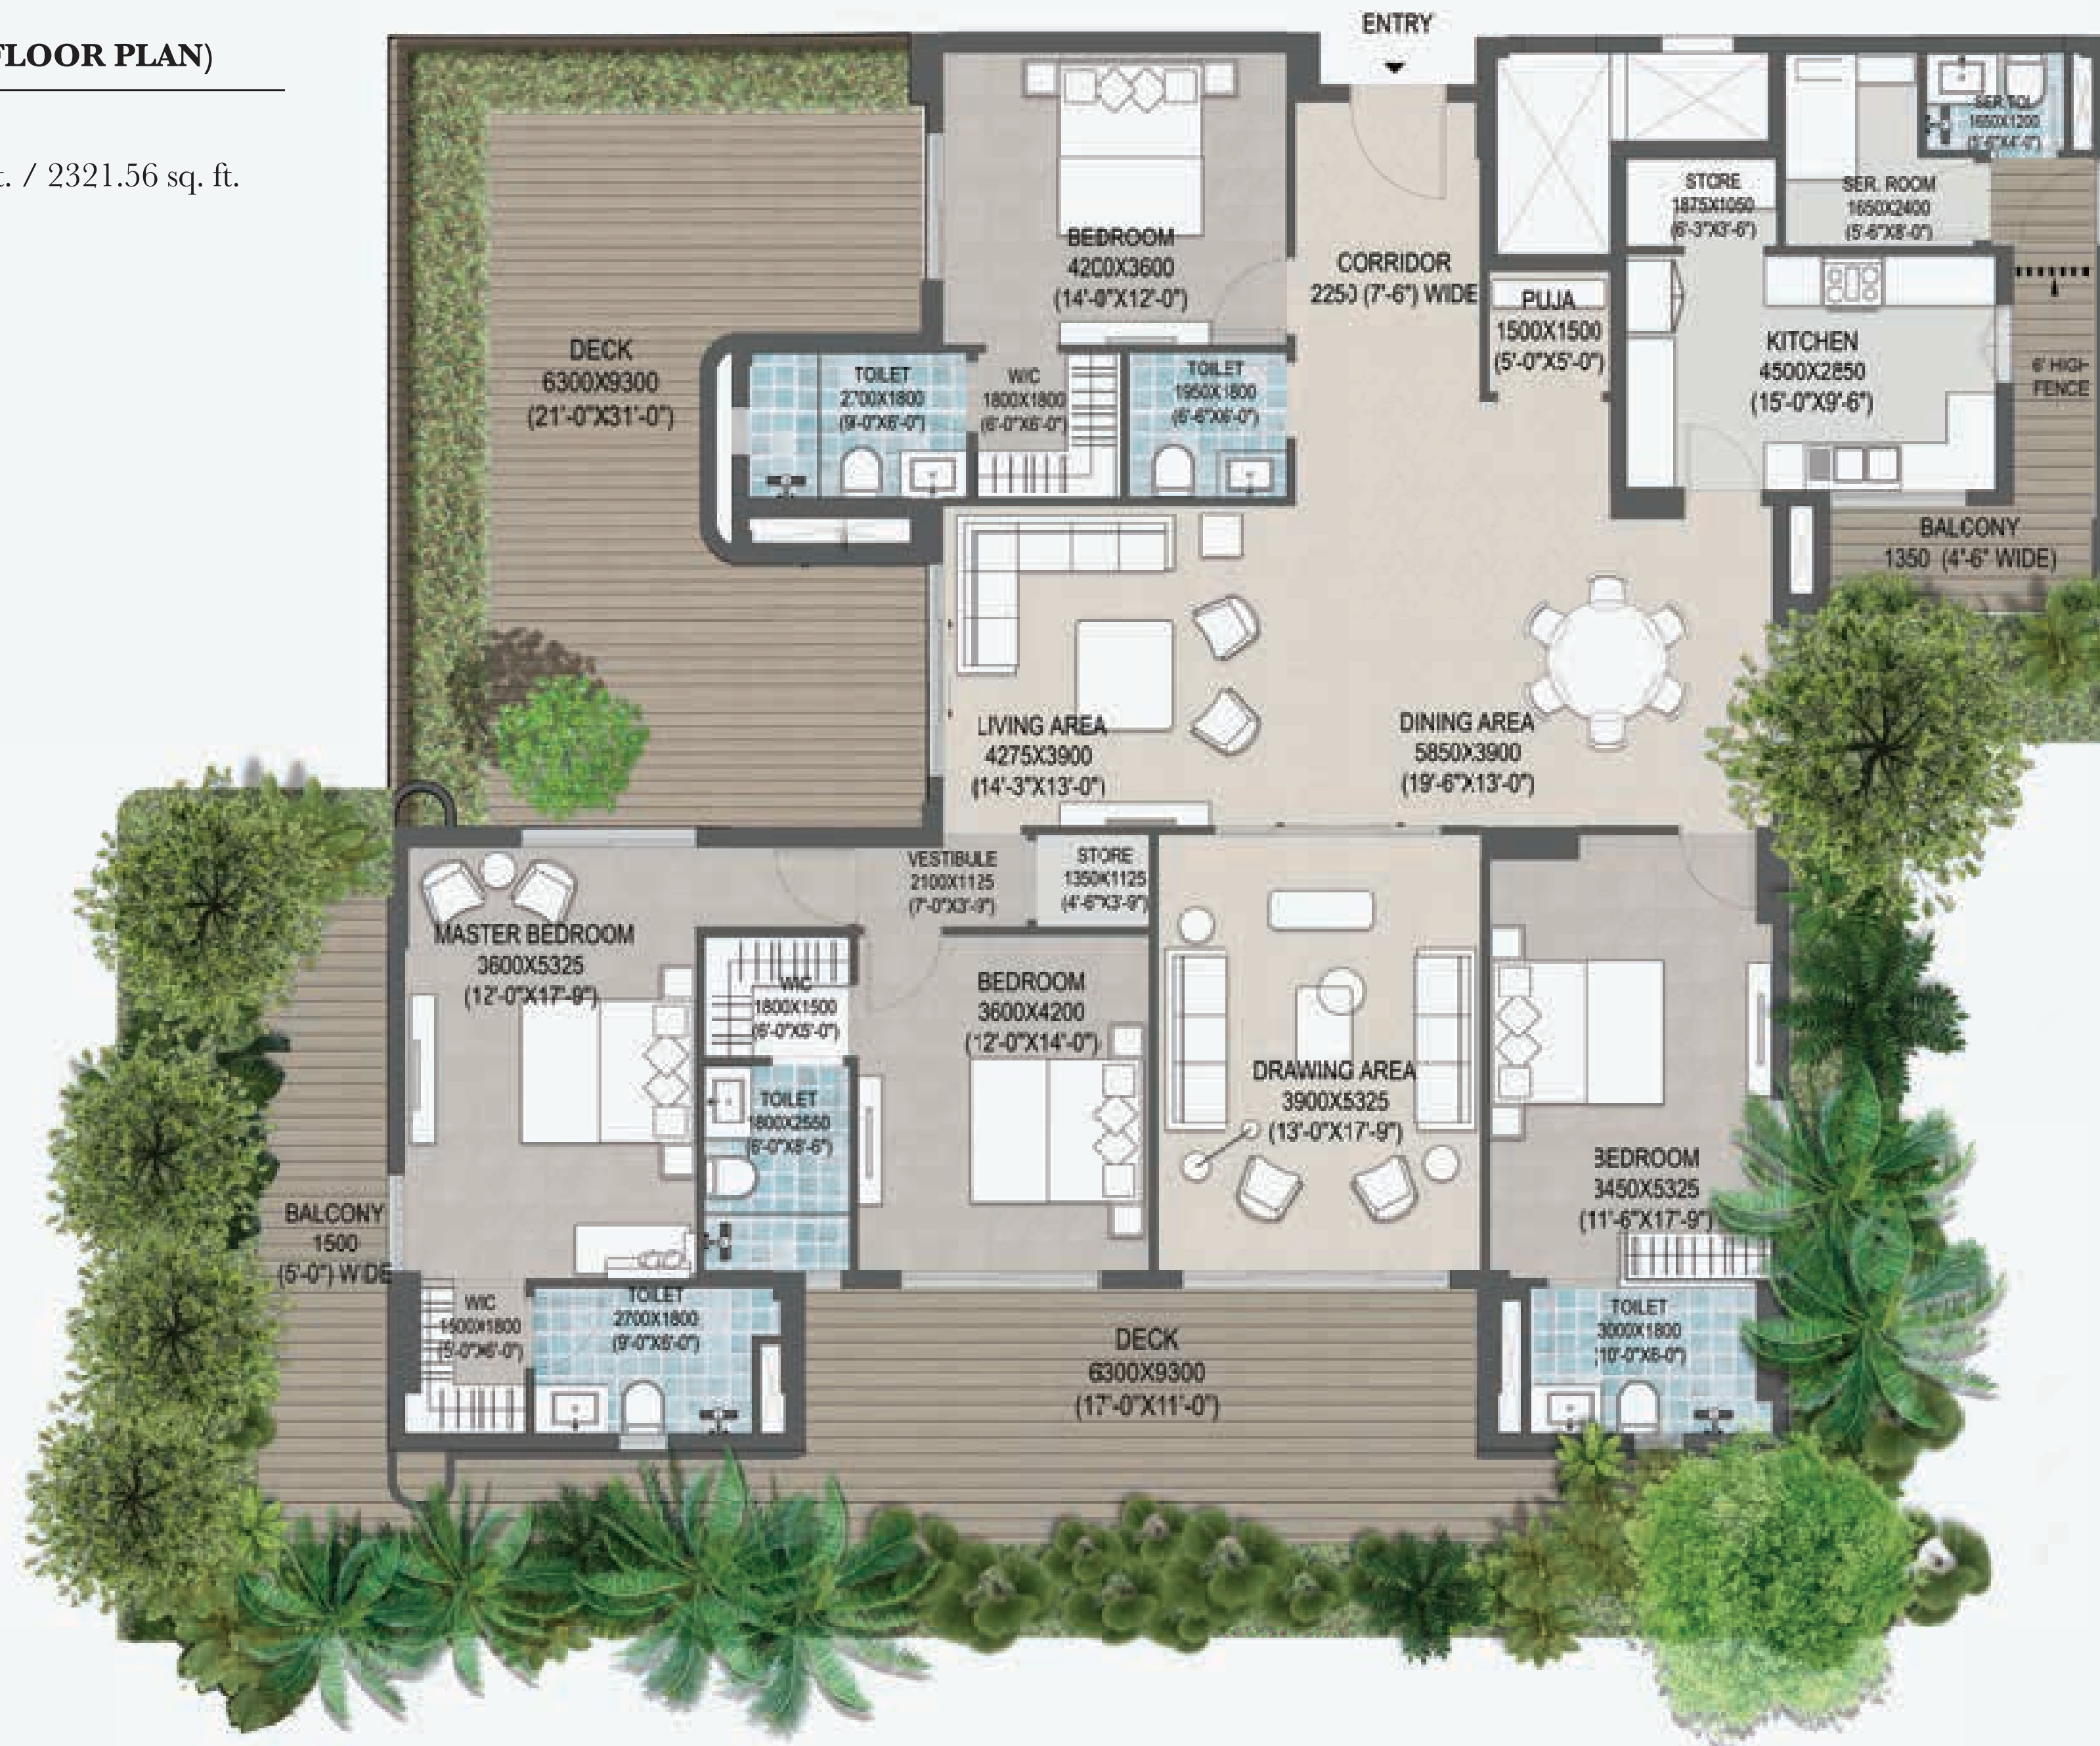 FLOOR PLAN)
t. / 2321.56 sq. ft.
ENTRY
BEDROOM
4200X3600
(14'-0"X12'-0")
CORRIDOR
2250 (7'-6") WIDE
STORE
1875X1050
(6'-3"X3'-6")
SER. ROOM
1650X2400
(5'-6"X8'-0")
SER.TOI.
1650X1200
(5'-6"X4'-0")
PUJA
1500X1500
(5'-0"X5'-0")
KITCHEN
4500X2850
(15'-0"X9'-6")
6' HIGH
FENCE
DECK
6300X9300
(21'-0"X31'-0")
TOILET
2700X1800
(9'-0"X6'-0")
WIC
1800X1800
(6'-0"X6'-0")
TOILET
1950X1800
(6'-6"X6'-0")
BALCONY
1350 (4'-6" WIDE)
LIVING AREA
4275X3900
(14'-3"X13'-0")
DINING AREA
5850X3900
(19'-6"X13'-0")
VESTIBULE
2100X1125
(7'-0"X3'-9")
STORE
1350X1125
(4'-6"X3'-9")
MASTER BEDROOM
3600X5325
(12'-0"X17'-9")
WIC
1800X1500
(6'-0"X5'-0")
BEDROOM
3600X4200
(12'-0"X14'-0")
TOILET
1800X2550
(6'-0"X8'-6")
DRAWING AREA
3900X5325
(13'-0"X17'-9")
BEDROOM
3450X5325
(11'-6"X17'-9")
BALCONY
1500
(5'-0") WIDE
WIC
1500X1800
(5'-0"X6'-0")
TOILET
2700X1800
(9'-0"X6'-0")
DECK
6300X9300
(17'-0"X11'-0")
TOILET
3000X1800
(10'-0"X6-0")